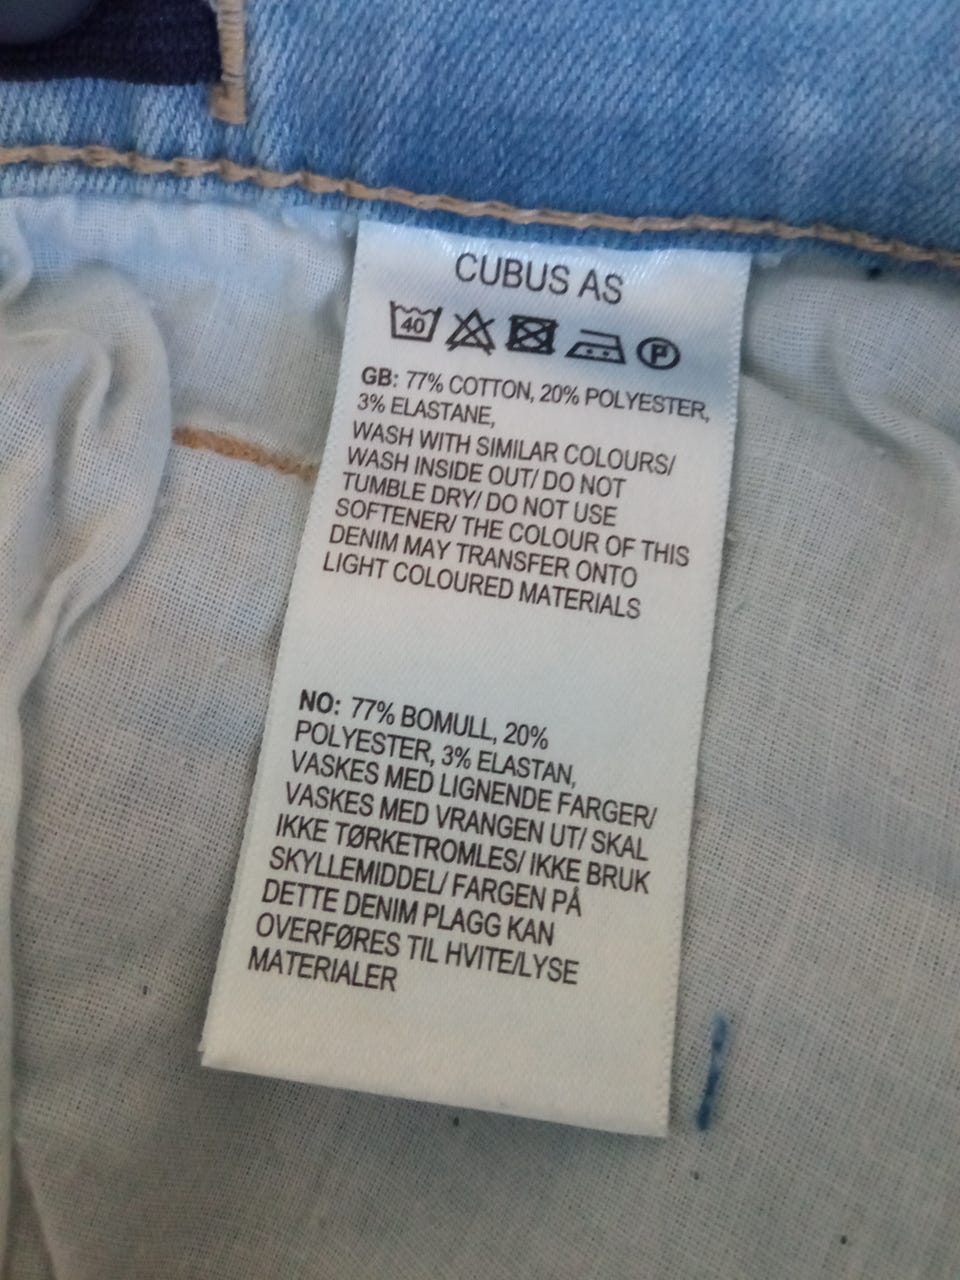 CUBUS AS
40 P
GB: 77% COTTON, 20% POLYESTER,
3% ELASTANE,
WASH WITH SIMILAR COLOURS/
WASH INSIDE OUT/ DO NOT
TUMBLE DRY/ DO NOT USE
SOFTENER/ THE COLOUR OF THIS
DENIM MAY TRANSFER ONTO
LIGHT COLOURED MATERIALS
NO: 77% BOMULL, 20%
POLYESTER, 3% ELASTAN,
VASKES MED LIGNENDE FARGER/
VASKES MED VRANGEN UT/ SKAL
IKKE TØRKETROMLES/ IKKE BRUK
SKYLLEMIDDEL/ FARGEN PÅ
DETTE DENIM PLAGG KAN
OVERFØRES TIL HVITE/LYSE
MATERIALER